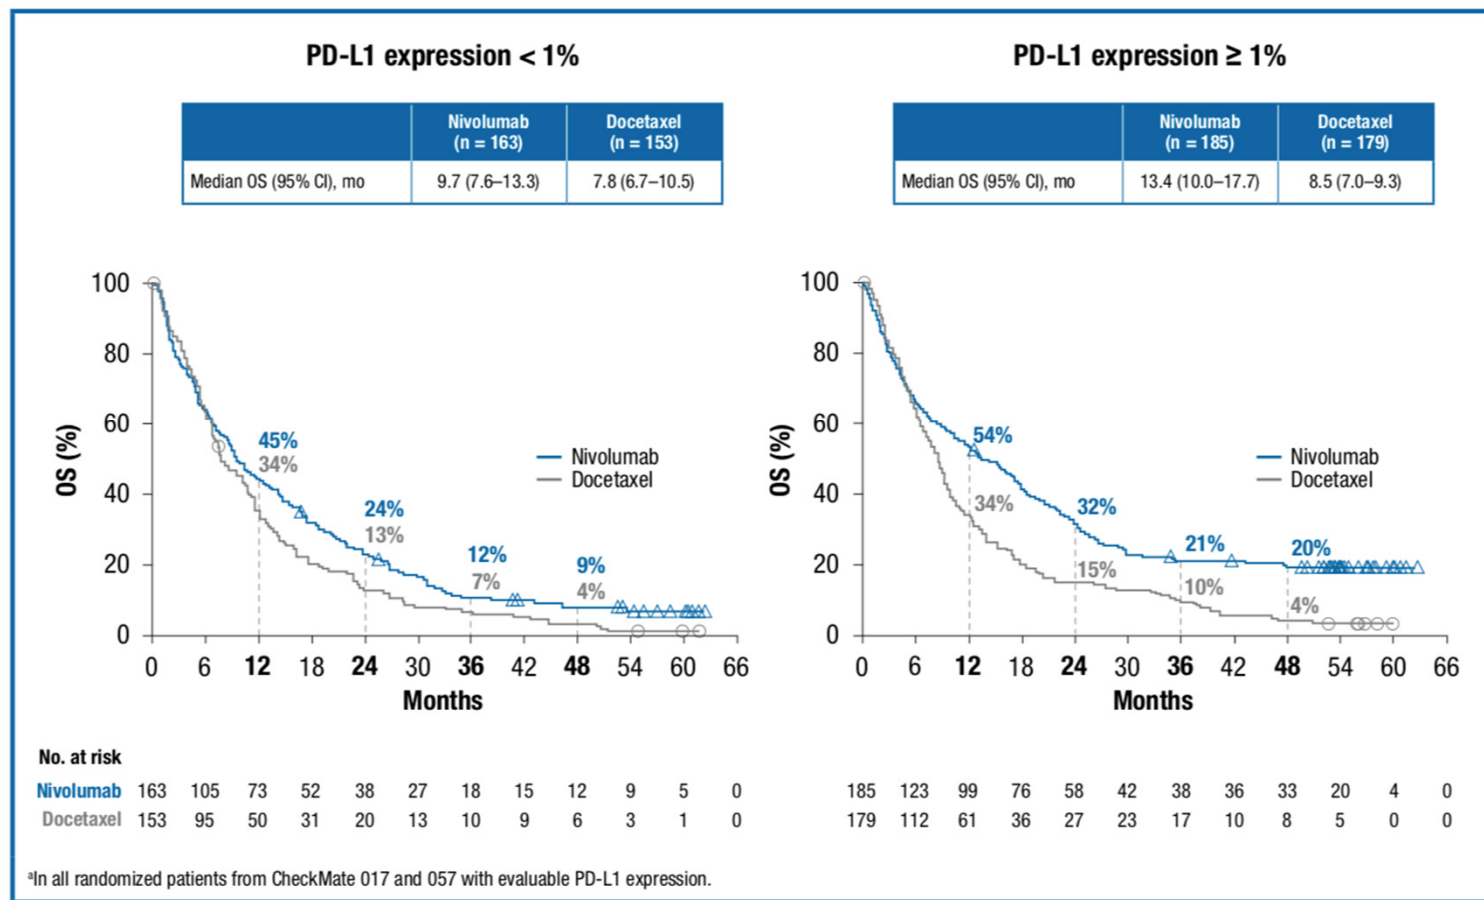 PD-L1 expression < 1%
Nivolumab (n = 163) Docetaxel (n = 153)
Median OS (95% CI), mo 9.7 (7.6–13.3) 7.8 (6.7–10.5)
100
80
60
40
20
0
OS (%)
45%
34%
24%
13%
12%
7%
9%
4%
Nivolumab
Docetaxel
0 6 12 18 24 30 36 42 48 54 60 66
Months
PD-L1 expression ≥ 1%
Nivolumab (n = 185) Docetaxel (n = 179)
Median OS (95% CI), mo 13.4 (10.0–17.7) 8.5 (7.0–9.3)
100
80
60
40
20
0
OS (%)
54%
34%
32%
15%
21%
10%
20%
4%
Nivolumab
Docetaxel
0 6 12 18 24 30 36 42 48 54 60 66
Months
No. at risk
Nivolumab 163 105 73 52 38 27 18 15 12 9 5 0 185 123 99 76 58 42 38 36 33 20 4 0
Docetaxel 153 95 50 31 20 13 10 9 6 3 1 0 179 112 61 36 27 23 17 10 8 5 0 0
ᵃIn all randomized patients from CheckMate 017 and 057 with evaluable PD-L1 expression.